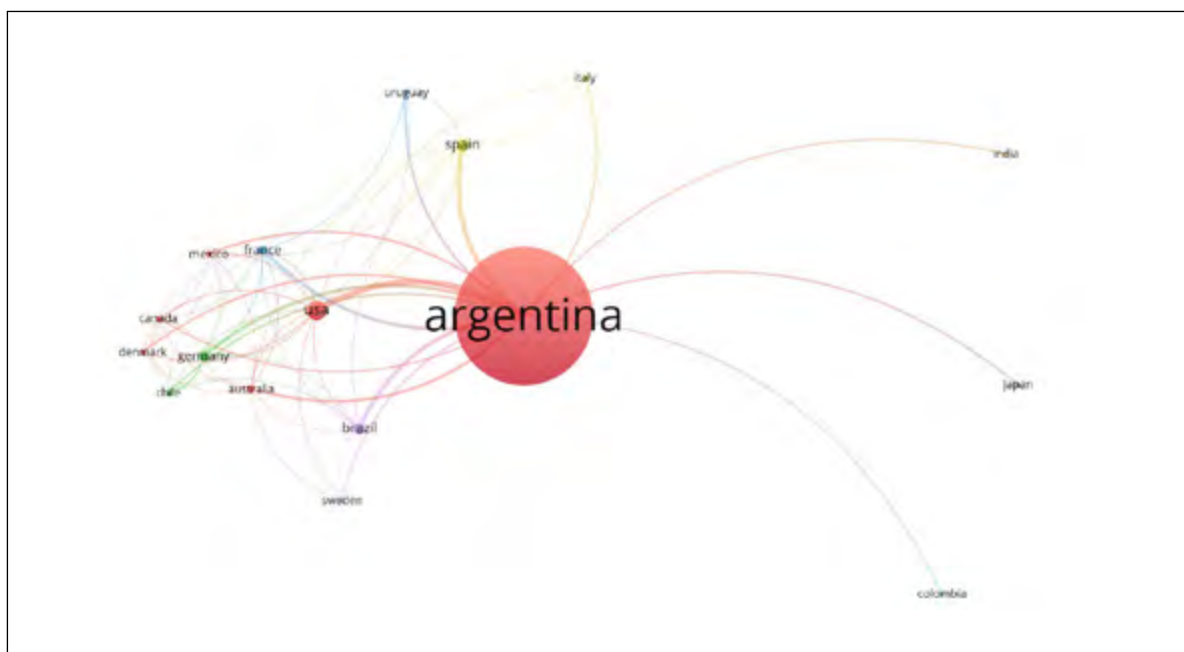 italy
uruguay
spain
india
mexico
france
usa
argentina
canada
denmark
germany
japan
chile
australia
brazil
sweden
colombia